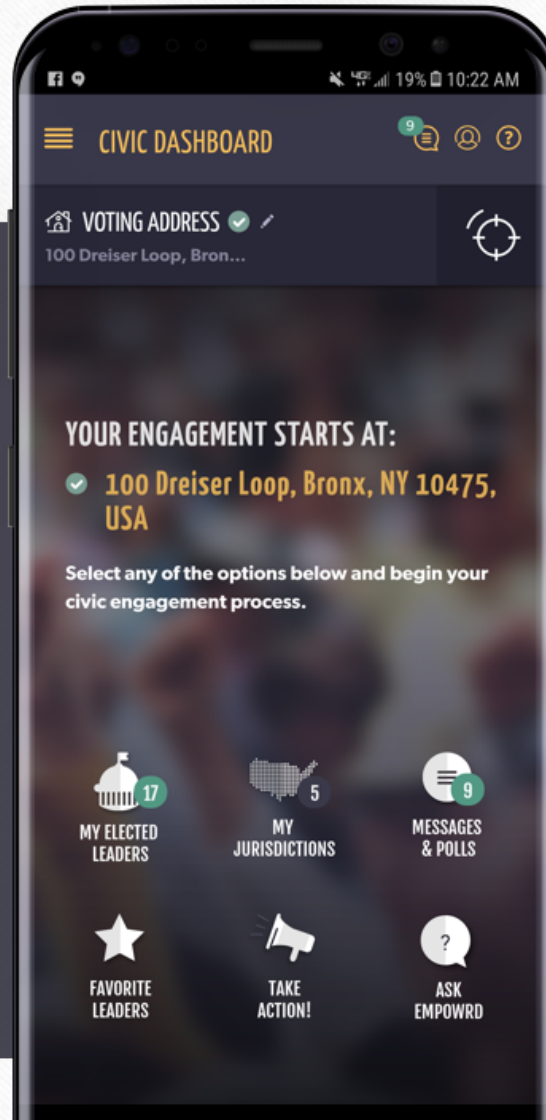 4G LTE 19% 10:22 AM
CIVIC DASHBOARD 9 ?
VOTING ADDRESS
100 Dreiser Loop, Bron...
YOUR ENGAGEMENT STARTS AT:
100 Dreiser Loop, Bronx, NY 10475,
USA
Select any of the options below and begin your
civic engagement process.
17
MY ELECTED
LEADERS
5
MY
JURISDICTIONS
9
MESSAGES
& POLLS
FAVORITE
LEADERS
TAKE
ACTION!
?
ASK
EMPOWRD